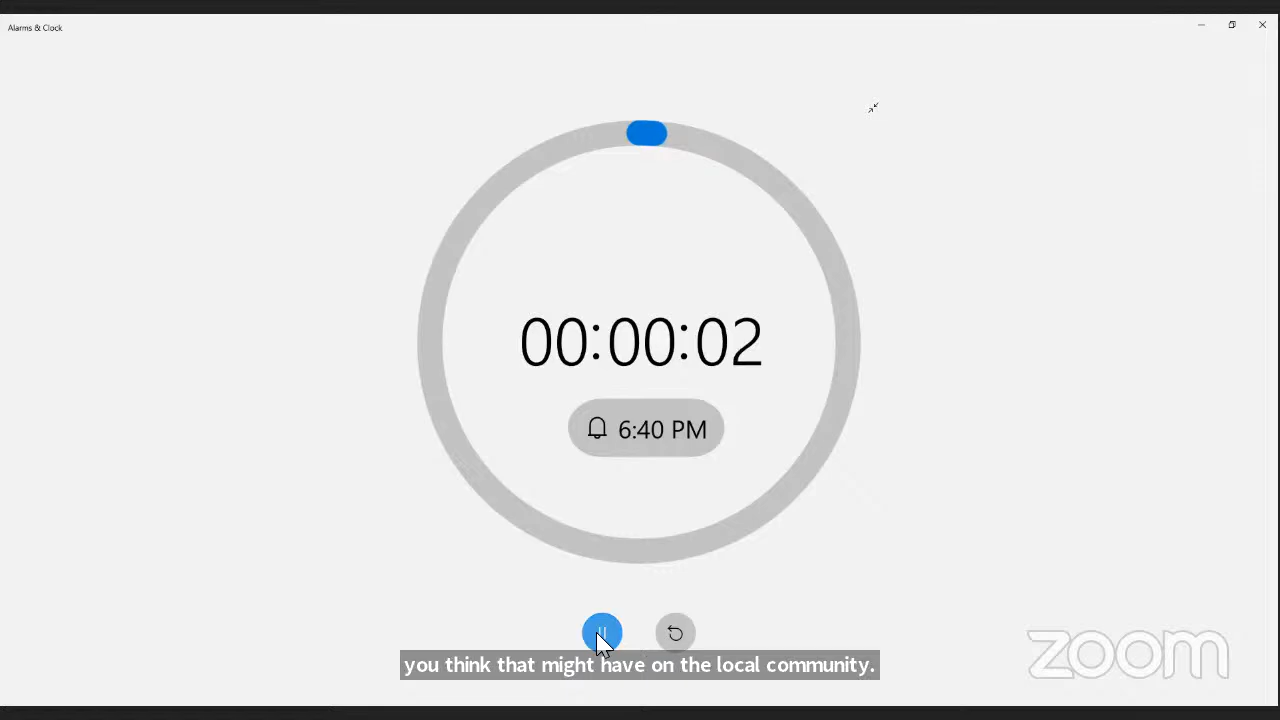 Alarms & Clock
00:00:02
6:40 PM
you think that might have on the local community.
zoom